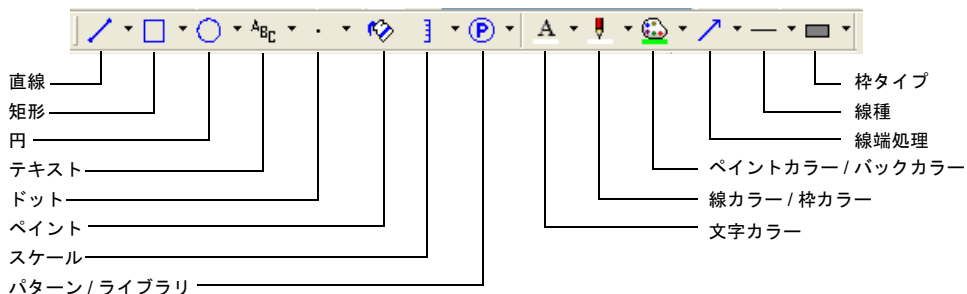 ABC
P
A
直線
矩形
円
テキスト
ドット
ペイント
スケール
パターン / ライブラリ
枠タイプ
線種
線端処理
ペイントカラー / バックカラー
線カラー / 枠カラー
文字カラー